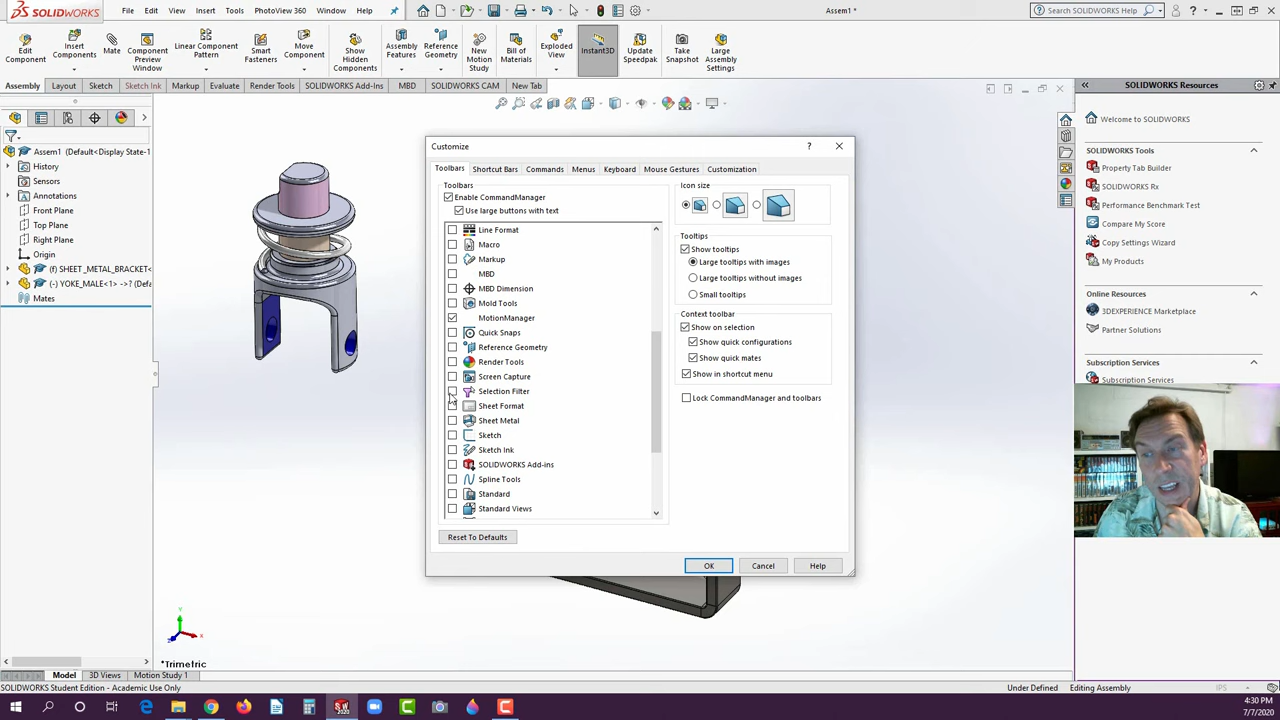 SOLIDWORKS File Edit View Insert Tools PhotoView 360 Window Help Assem1 * Search SOLIDWORKS Help
Edit Component
Insert Components
Mate
Component Preview Window
Linear Component Pattern
Smart Fasteners
Move Component
Show Hidden Components
Assembly Features
Reference Geometry
New Motion Study
Bill of Materials
Exploded View
Instant3D
Update Speedpak
Take Snapshot
Large Assembly Settings
Assembly Layout Sketch Sketch Ink Markup Evaluate Render Tools SOLIDWORKS Add-Ins MBD SOLIDWORKS CAM New Tab
Assem1 (Default<Display State-1
History
Sensors
Annotations
Front Plane
Top Plane
Right Plane
Origin
(f) SHEET_METAL_BRACKET<
(-) YOKE_MALE<1> ->? (Defa
Mates
Customize
Toolbars Shortcut Bars Commands Menus Keyboard Mouse Gestures Customization
Toolbars
Enable CommandManager
Use large buttons with text
Line Format
Macro
Markup
MBD
MBD Dimension
Mold Tools
MotionManager
Quick Snaps
Reference Geometry
Render Tools
Screen Capture
Selection Filter
Sheet Format
Sheet Metal
Sketch
Sketch Ink
SOLIDWORKS Add-ins
Spline Tools
Standard
Standard Views
Reset To Defaults
Icon size
Tooltips
Show tooltips
Large tooltips with images
Large tooltips without images
Small tooltips
Context toolbar
Show on selection
Show quick configurations
Show quick mates
Show in shortcut menu
Lock CommandManager and toolbars
OK Cancel Help
SOLIDWORKS Resources
Welcome to SOLIDWORKS
SOLIDWORKS Tools
Property Tab Builder
SOLIDWORKS Rx
Performance Benchmark Test
Compare My Score
Copy Settings Wizard
My Products
Online Resources
3DEXPERIENCE Marketplace
Partner Solutions
Subscription Services
Certification Services
Y
X
Z
*Trimetric
Model 3D Views Motion Study 1
SOLIDWORKS Student Edition - Academic Use Only Under Defined Editing Assembly IPS
4:30 PM
7/7/2020